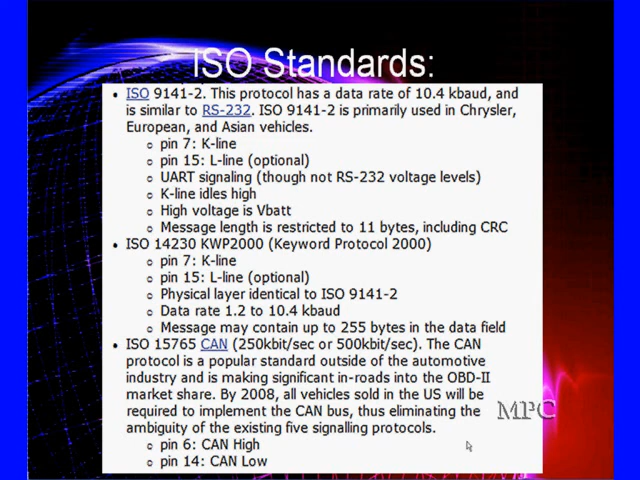 ISO Standards:
• ISO 9141-2. This protocol has a data rate of 10.4 kbaud, and
is similar to RS-232. ISO 9141-2 is primarily used in Chrysler,
European, and Asian vehicles.
o pin 7: K-line
o pin 15: L-line (optional)
o UART signaling (though not RS-232 voltage levels)
o K-line idles high
o High voltage is Vbatt
o Message length is restricted to 11 bytes, including CRC
• ISO 14230 KWP2000 (Keyword Protocol 2000)
o pin 7: K-line
o pin 15: L-line (optional)
o Physical layer identical to ISO 9141-2
o Data rate 1.2 to 10.4 kbaud
o Message may contain up to 255 bytes in the data field
• ISO 15765 CAN (250kbit/sec or 500kbit/sec). The CAN
protocol is a popular standard outside of the automotive
industry and is making significant in-roads into the OBD-II
market share. By 2008, all vehicles sold in the US will be
required to implement the CAN bus, thus eliminating the
ambiguity of the existing five signalling protocols.
o pin 6: CAN High
o pin 14: CAN Low
MPC